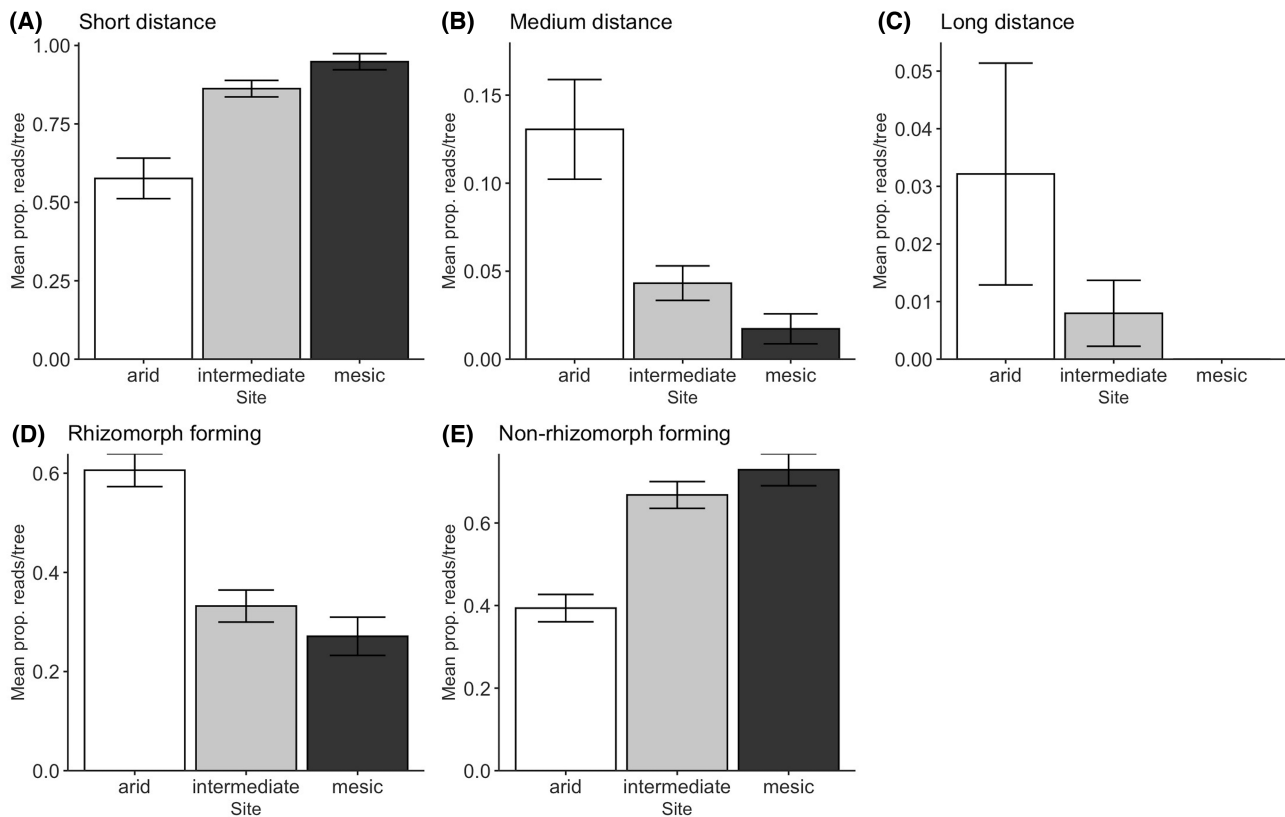 (A) Short distance
Mean prop. reads/tree
1.00
0.75
0.50
0.25
0.00
arid intermediate mesic
Site
(B) Medium distance
Mean prop. reads/tree
0.15
0.10
0.05
0.00
arid intermediate mesic
Site
(C) Long distance
Mean prop. reads/tree
0.05
0.04
0.03
0.02
0.01
0.00
arid intermediate mesic
Site
(D) Rhizomorph forming
Mean prop. reads/tree
0.6
0.4
0.2
0.0
arid intermediate mesic
Site
(E) Non-rhizomorph forming
Mean prop. reads/tree
0.6
0.4
0.2
0.0
arid intermediate mesic
Site